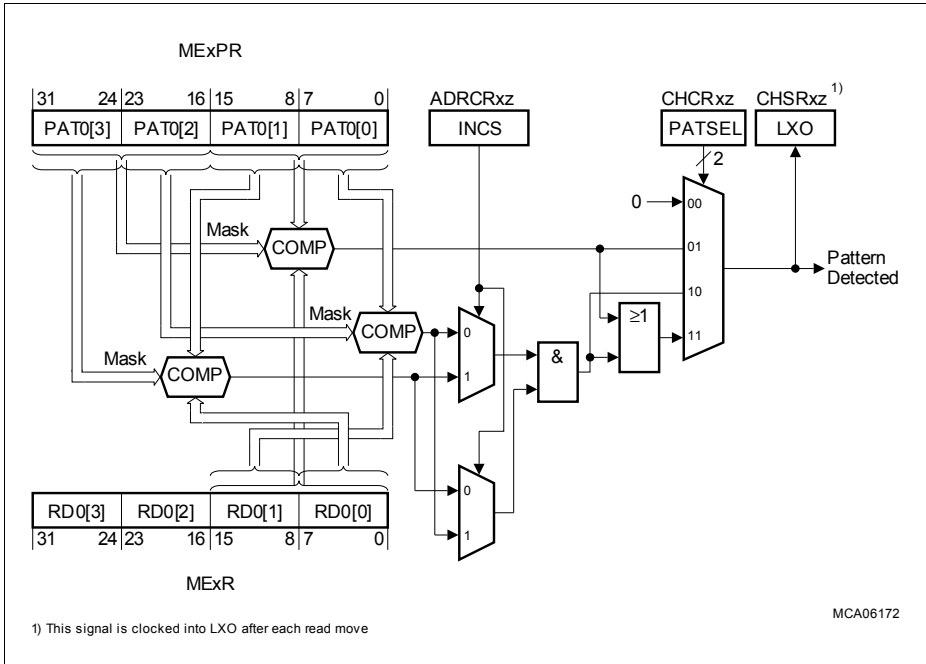 MExPR
31 24 23 16 15 8 7 0
PAT0[3] PAT0[2] PAT0[1] PAT0[0]
ADRCRxz
INCS
CHCRxz
PATSEL
CHSRxz 1)
LXO
2
0
00
01
10
11
Pattern
Detected
Mask
COMP
Mask
COMP
Mask
COMP
0
1
&
≥1
0
1
RD0[3] RD0[2] RD0[1] RD0[0]
31 24 23 16 15 8 7 0
MExR
1) This signal is clocked into LXO after each read move
MCA06172